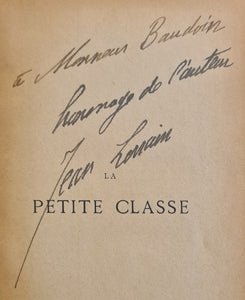 à Monsieur Baudoin
hommage de l'auteur
Jean Lorrain
LA
PETITE CLASSE